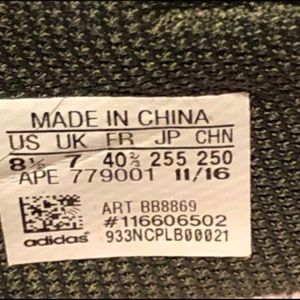 MADE IN CHINA
US UK FR JP CHN
8½ 7 40⅔ 255 250
APE 779001 11/16
ART BB8869
#116606502
adidas 933NCPLB00021